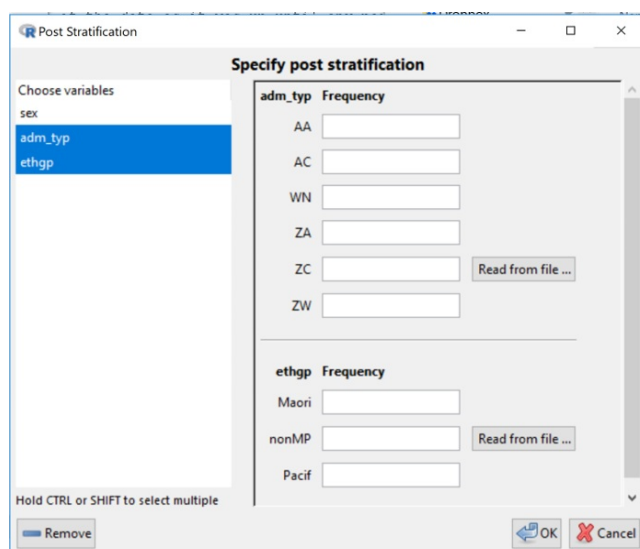 Post Stratification
Specify post stratification
Choose variables
sex
adm_typ
ethgp
adm_typ Frequency
AA
AC
WN
ZA
ZC Read from file ...
ZW
ethgp Frequency
Maori
nonMP Read from file ...
Pacif
Hold CTRL or SHIFT to select multiple
Remove OK Cancel